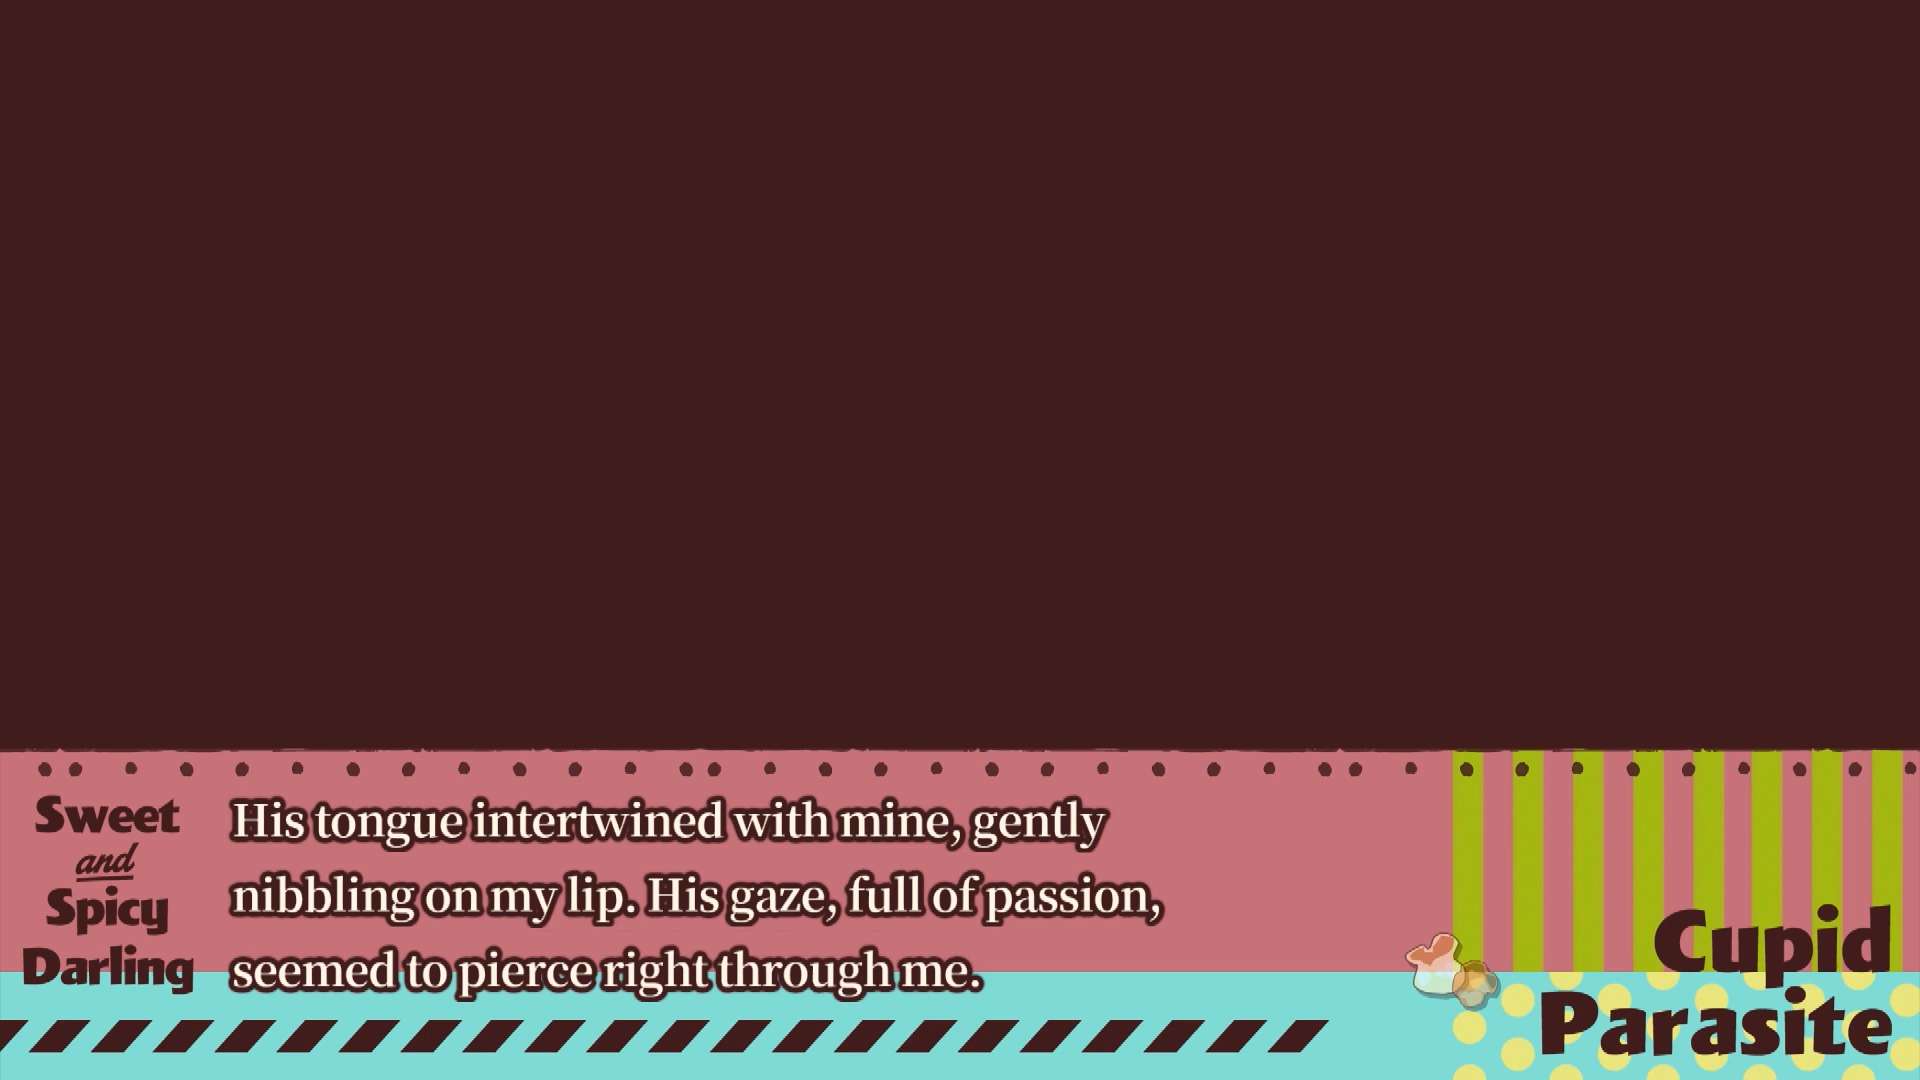 Sweet
and
Spicy
Darling
His tongue intertwined with mine, gently
nibbling on my lip. His gaze, full of passion,
seemed to pierce right through me.
Cupid
Parasite